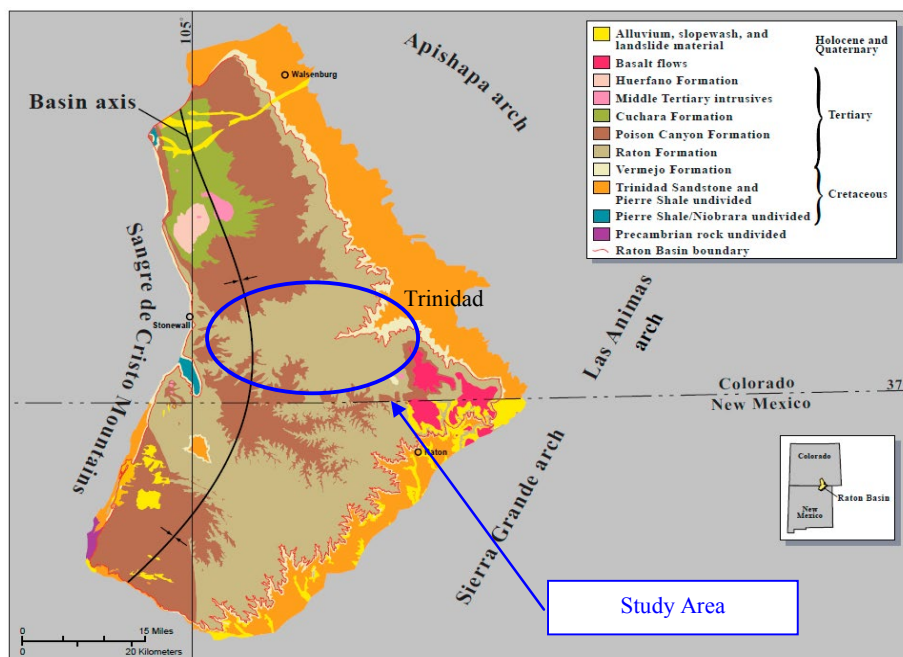 105°
Apishapa arch
Walsenburg
Basin axis
Sangre de Cristo Mountains
Stonewall
Trinidad
Las Animas
arch
Colorado
37
New Mexico
Raton
Sierra Grande arch
Study Area
0 15 Miles
0 20 Kilometers
Alluvium, slopewash, and
landslide material
Holocene and
Quaternary
Basalt flows
Huerfano Formation
Middle Tertiary intrusives
Tertiary
Cuchara Formation
Poison Canyon Formation
Raton Formation
Vermejo Formation
Trinidad Sandstone and
Pierre Shale undivided
Cretaceous
Pierre Shale/Niobrara undivided
Precambrian rock undivided
Raton Basin boundary
Colorado
Raton Basin
New
Mexico